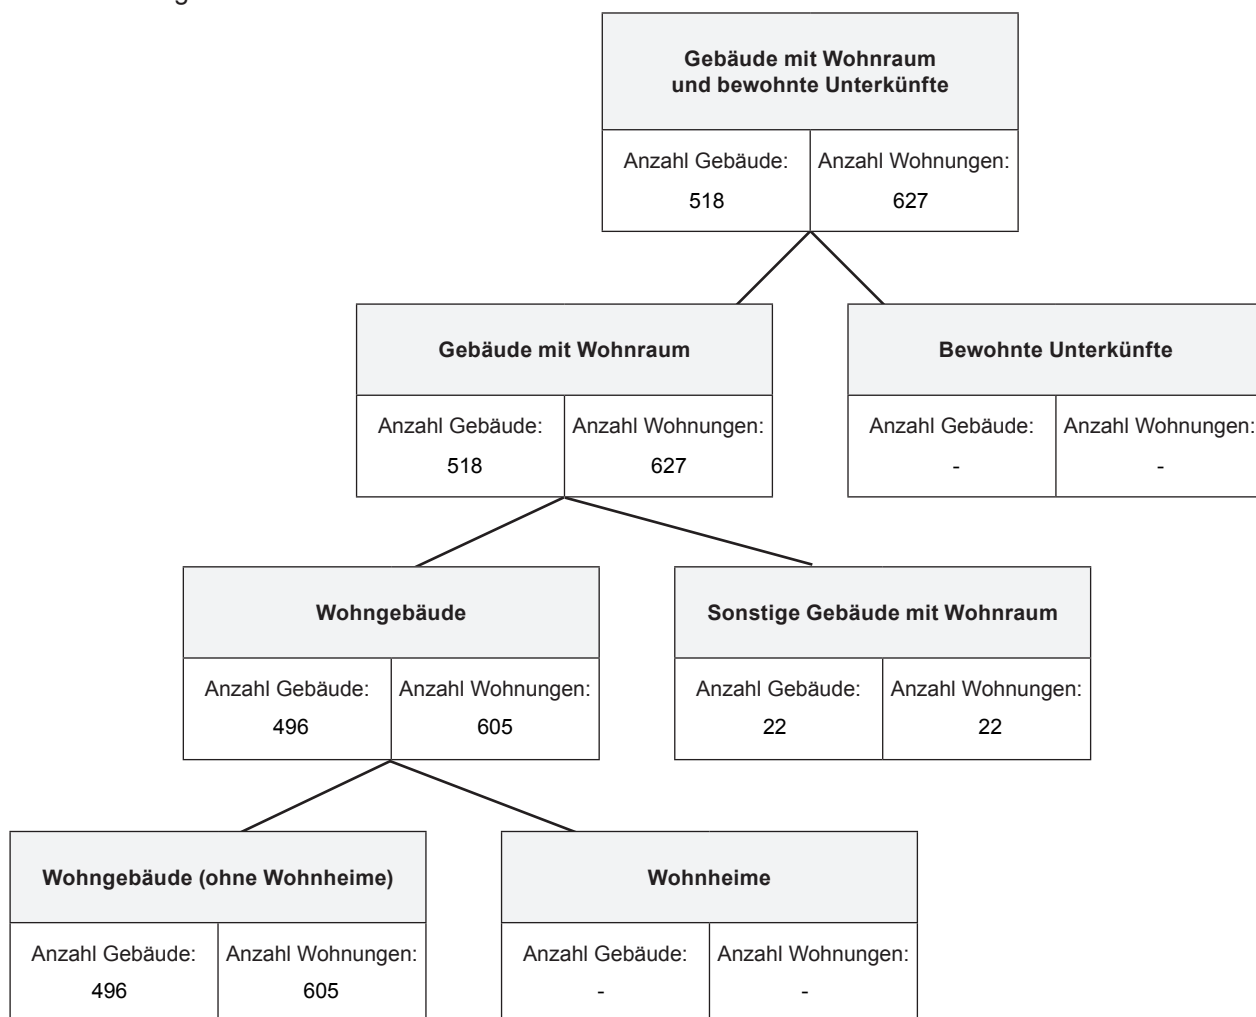 Gebäude mit Wohnraum
und bewohnte Unterkünfte
Anzahl Gebäude: Anzahl Wohnungen:
518 627
Gebäude mit Wohnraum
Anzahl Gebäude: Anzahl Wohnungen:
518 627
Bewohnte Unterkünfte
Anzahl Gebäude: Anzahl Wohnungen:
- -
Wohngebäude
Anzahl Gebäude: Anzahl Wohnungen:
496 605
Sonstige Gebäude mit Wohnraum
Anzahl Gebäude: Anzahl Wohnungen:
22 22
Wohngebäude (ohne Wohnheime)
Anzahl Gebäude: Anzahl Wohnungen:
496 605
Wohnheime
Anzahl Gebäude: Anzahl Wohnungen:
- -